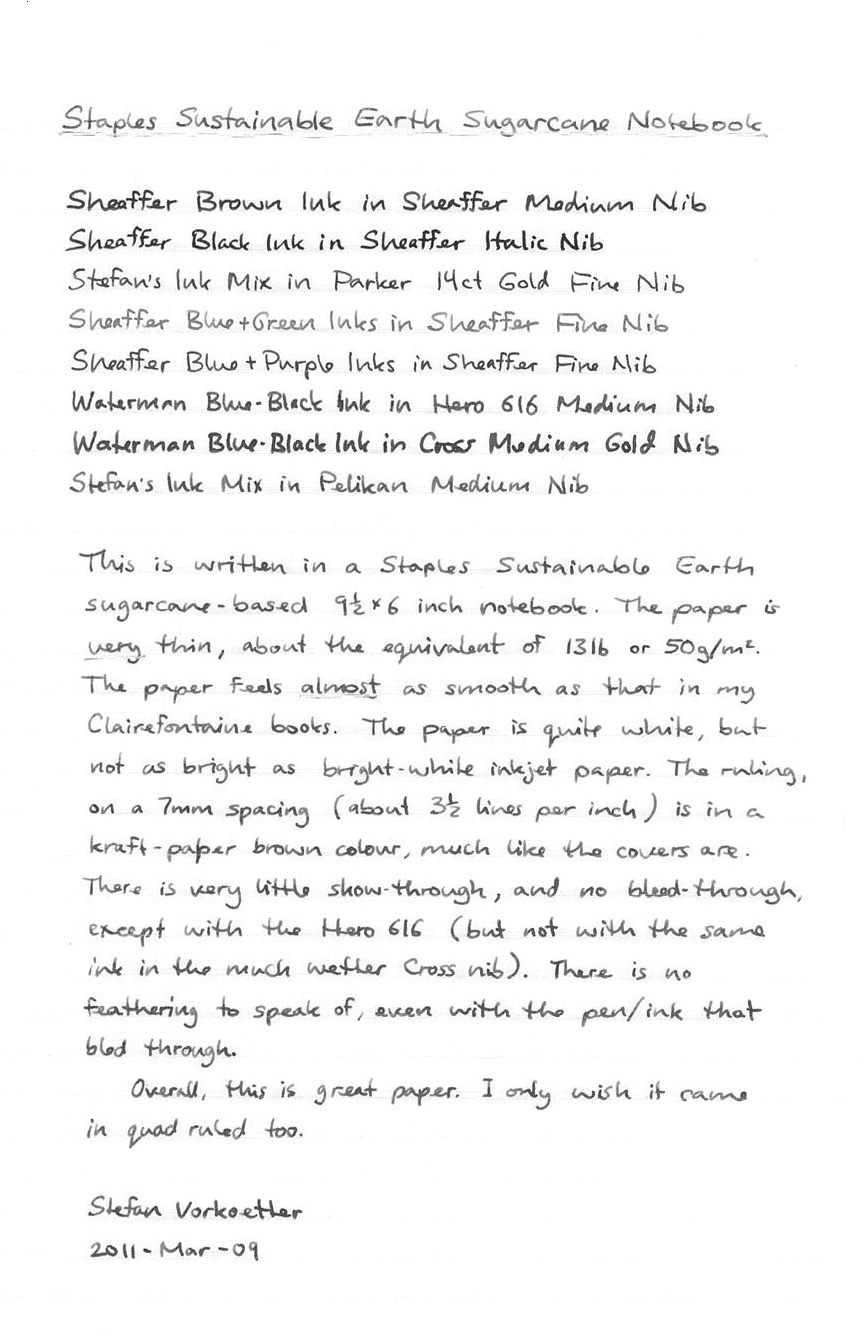 Staples Sustainable Earth Sugarcane Notebook
Sheaffer Brown Ink in Sheaffer Medium Nib
Sheaffer Black Ink in Sheaffer Italic Nib
Stefan's Ink Mix in Parker 14ct Gold Fine Nib
Sheaffer Blue+Green Inks in Sheaffer Fine Nib
Sheaffer Blue+Purple Inks in Sheaffer Fine Nib
Waterman Blue-Black Ink in Hero 616 Medium Nib
Waterman Blue-Black Ink in Cross Medium Gold Nib
Stefan's Ink Mix in Pelikan Medium Nib
This is written in a Staples Sustainable Earth
sugarcane-based 9½×6 inch notebook. The paper is
very thin, about the equivalent of 13lb or 50g/m².
The paper feels almost as smooth as that in my
Clairefontaine books. The paper is quite white, but
not as bright as bright-white inkjet paper. The ruling,
on a 7mm spacing (about 3½ lines per inch) is in a
kraft-paper brown colour, much like the covers are.
There is very little show-through, and no bleed-through,
except with the Hero 616 (but not with the same
ink in the much wetter Cross nib). There is no
feathering to speak of, even with the pen/ink that
bled through.
Overall, this is great paper. I only wish it came
in quad ruled too.
Stefan Vorkoetter
2011-Mar-09